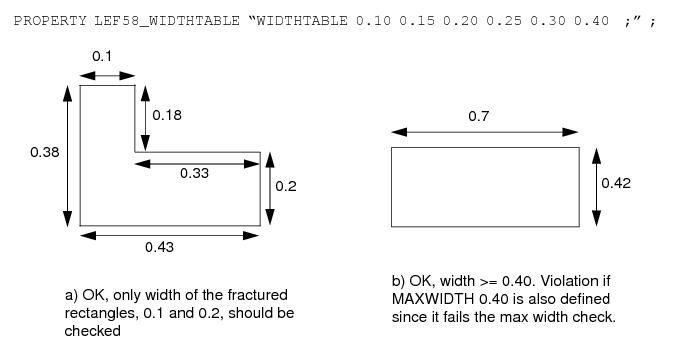 PROPERTY LEF58_WIDTHTABLE “WIDTHTABLE 0.10 0.15 0.20 0.25 0.30 0.40 ;” ;
0.1
0.18
0.38
0.33
0.2
0.43
0.7
0.42
a) OK, only width of the fractured
rectangles, 0.1 and 0.2, should be
checked
b) OK, width >= 0.40. Violation if
MAXWIDTH 0.40 is also defined
since it fails the max width check.